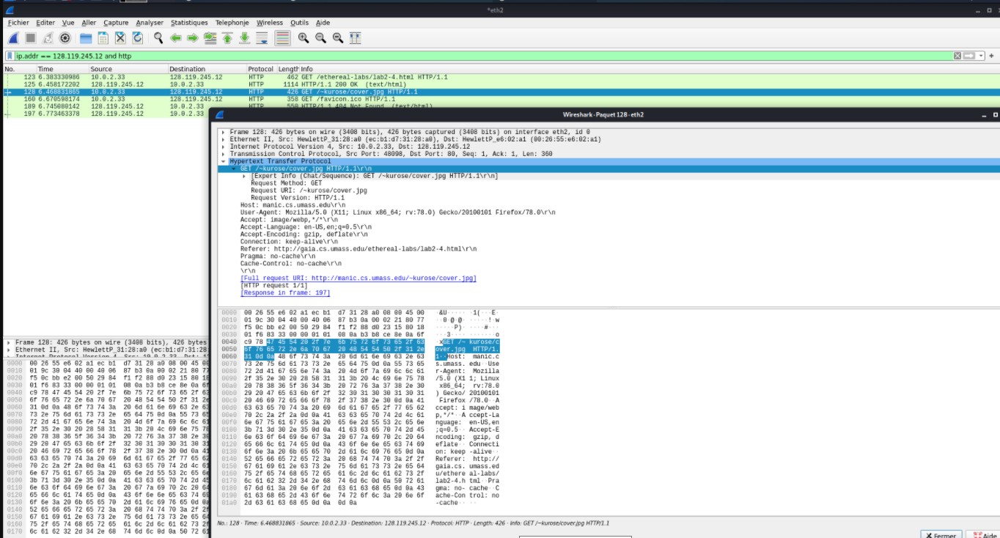 *eth2
Fichier Editer Vue Aller Capture Analyser Statistiques Telephonie Wireless Outils Aide
ip.addr == 128.119.245.12 and http
No. Time Source Destination Protocol Length Info
123 6.383330986 10.0.2.33 128.119.245.12 HTTP 462 GET /ethereal-labs/lab2-4.html HTTP/1.1
125 6.458172202 128.119.245.12 10.0.2.33 HTTP 1114 HTTP/1.1 200 OK (text/html)
128 6.468831865 10.0.2.33 128.119.245.12 HTTP 426 GET /~kurose/cover.jpg HTTP/1.1
160 6.670598174 10.0.2.33 128.119.245.12 HTTP 358 GET /favicon.ico HTTP/1.1
189 6.745080142 128.119.245.12 10.0.2.33 HTTP 550 HTTP/1.1 404 Not Found (text/html)
197 6.773463378 128.119.245.12 10.0.2.33
Wireshark · Paquet 128 · eth2
Frame 128: 426 bytes on wire (3408 bits), 426 bytes captured (3408 bits) on interface eth2, id 0
Ethernet II, Src: HewlettP_31:28:a0 (ec:b1:d7:31:28:a0), Dst: HewlettP_e6:02:a1 (00:26:55:e6:02:a1)
Internet Protocol Version 4, Src: 10.0.2.33, Dst: 128.119.245.12
Transmission Control Protocol, Src Port: 48098, Dst Port: 80, Seq: 1, Ack: 1, Len: 360
Hypertext Transfer Protocol
GET /~kurose/cover.jpg HTTP/1.1\r\n
[Expert Info (Chat/Sequence): GET /~kurose/cover.jpg HTTP/1.1\r\n]
Request Method: GET
Request URI: /~kurose/cover.jpg
Request Version: HTTP/1.1
Host: manic.cs.umass.edu\r\n
User-Agent: Mozilla/5.0 (X11; Linux x86_64; rv:78.0) Gecko/20100101 Firefox/78.0\r\n
Accept: image/webp,*/*\r\n
Accept-Language: en-US,en;q=0.5\r\n
Accept-Encoding: gzip, deflate\r\n
Connection: keep-alive\r\n
Referer: http://gaia.cs.umass.edu/ethereal-labs/lab2-4.html\r\n
Pragma: no-cache\r\n
Cache-Control: no-cache\r\n
\r\n
[Full request URI: http://manic.cs.umass.edu/~kurose/cover.jpg]
[HTTP request 1/1]
[Response in frame: 197]
0000 00 26 55 e6 02 a1 ec b1 d7 31 28 a0 08 00 45 00 ·&U····· ·1(···E·
0010 01 9c 30 04 40 00 40 06 87 b3 0a 00 02 21 80 77 ··0·@·@· ·····!·w
0020 f5 0c bb e2 00 50 29 84 f1 f2 88 d0 23 15 80 18 ·····P)· ····#···
0030 01 f6 83 33 00 00 01 01 08 0a b3 b8 ce 8e 0a 6f ···3···· ·······o
0040 c9 78 47 45 54 20 2f 7e 6b 75 72 6f 73 65 2f 63 ·xGET /~ kurose/c
0050 6f 76 65 72 2e 6a 70 67 20 48 54 54 50 2f 31 2e over.jpg HTTP/1.
0060 31 0d 0a 48 6f 73 74 3a 20 6d 61 6e 69 63 2e 63 1··Host: manic.c
0070 73 2e 75 6d 61 73 73 2e 65 64 75 0d 0a 55 73 65 s.umass. edu··Use
0080 72 2d 41 67 65 6e 74 3a 20 4d 6f 7a 69 6c 6c 61 r-Agent: Mozilla
0090 2f 35 2e 30 20 28 58 31 31 3b 20 4c 69 6e 75 78 /5.0 (X1 1; Linux
00a0 20 78 38 36 5f 36 34 3b 20 72 76 3a 37 38 2e 30 x86_64; rv:78.0
00b0 29 20 47 65 63 6b 6f 2f 32 30 31 30 30 31 30 31 ) Gecko/ 20100101
00c0 20 46 69 72 65 66 6f 78 2f 37 38 2e 30 0d 0a 41 Firefox /78.0··A
00d0 63 63 65 70 74 3a 20 69 6d 61 67 65 2f 77 65 62 ccept: i mage/web
00e0 70 2c 2a 2f 2a 0d 0a 41 63 63 65 70 74 2d 4c 61 p,*/*··A ccept-La
00f0 6e 67 75 61 67 65 3a 20 65 6e 2d 55 53 2c 65 6e nguage: en-US,en
0100 3b 71 3d 30 2e 35 0d 0a 41 63 63 65 70 74 2d 45 ;q=0.5·· Accept-E
0110 6e 63 6f 64 69 6e 67 3a 20 67 7a 69 70 2c 20 64 ncoding: gzip, d
0120 65 66 6c 61 74 65 0d 0a 43 6f 6e 6e 65 63 74 69 eflate·· Connecti
0130 6f 6e 3a 20 6b 65 65 70 2d 61 6c 69 76 65 0d 0a on: keep -alive··
0140 52 65 66 65 72 65 72 3a 20 68 74 74 70 3a 2f 2f Referer: http://
0150 67 61 69 61 2e 63 73 2e 75 6d 61 73 73 2e 65 64 gaia.cs. umass.ed
0160 75 2f 65 74 68 65 72 65 61 6c 2d 6c 61 62 73 2f u/ethere al-labs/
0170 6c 61 62 32 2d 34 2e 68 74 6d 6c 0d 0a 50 72 61 lab2-4.h tml··Pra
0180 67 6d 61 3a 20 6e 6f 2d 63 61 63 68 65 0d 0a 43 gma: no- cache··C
0190 61 63 68 65 2d 43 6f 6e 74 72 6f 6c 3a 20 6e 6f ache-Con trol: no
01a0 2d 63 61 63 68 65 0d 0a 0d 0a -cache·· ··
No.: 128 · Time: 6.468831865 · Source: 10.0.2.33 · Destination: 128.119.245.12 · Protocol: HTTP · Length: 426 · Info: GET /~kurose/cover.jpg HTTP/1.1
Fermer Aide
Frame 128: 426 bytes on wire (3408 bits), 426 bytes
Ethernet II, Src: HewlettP_31:28:a0 (ec:b1:d7:31:28
0000 00 26 55 e6 02 a1 ec b1 d7 31 28 a0 08 00 45 00
0010 01 9c 30 04 40 00 40 06 87 b3 0a 00 02 21 80 77
0020 f5 0c bb e2 00 50 29 84 f1 f2 88 d0 23 15 80 18
0030 01 f6 83 33 00 00 01 01 08 0a b3 b8 ce 8e 0a 6f
0040 c9 78 47 45 54 20 2f 7e 6b 75 72 6f 73 65 2f 63
0050 6f 76 65 72 2e 6a 70 67 20 48 54 54 50 2f 31 2e
0060 31 0d 0a 48 6f 73 74 3a 20 6d 61 6e 69 63 2e 63
0070 73 2e 75 6d 61 73 73 2e 65 64 75 0d 0a 55 73 65
0080 72 2d 41 67 65 6e 74 3a 20 4d 6f 7a 69 6c 6c 61
0090 2f 35 2e 30 20 28 58 31 31 3b 20 4c 69 6e 75 78
00a0 20 78 38 36 5f 36 34 3b 20 72 76 3a 37 38 2e 30
00b0 29 20 47 65 63 6b 6f 2f 32 30 31 30 30 31 30 31
00c0 20 46 69 72 65 66 6f 78 2f 37 38 2e 30 0d 0a 41
00d0 63 63 65 70 74 3a 20 69 6d 61 67 65 2f 77 65 62
00e0 70 2c 2a 2f 2a 0d 0a 41 63 63 65 70 74 2d 4c 61
00f0 6e 67 75 61 67 65 3a 20 65 6e 2d 55 53 2c 65 6e
0100 3b 71 3d 30 2e 35 0d 0a 41 63 63 65 70 74 2d 45
0110 6e 63 6f 64 69 6e 67 3a 20 67 7a 69 70 2c 20 64
0120 65 66 6c 61 74 65 0d 0a 43 6f 6e 6e 65 63 74 69
0130 6f 6e 3a 20 6b 65 65 70 2d 61 6c 69 76 65 0d 0a
0140 52 65 66 65 72 65 72 3a 20 68 74 74 70 3a 2f 2f
0150 67 61 69 61 2e 63 73 2e 75 6d 61 73 73 2e 65 64
0160 75 2f 65 74 68 65 72 65 61 6c 2d 6c 61 62 73 2f
0170 6c 61 62 32 2d 34 2e 68 74 6d 6c 0d 0a 50 72 61